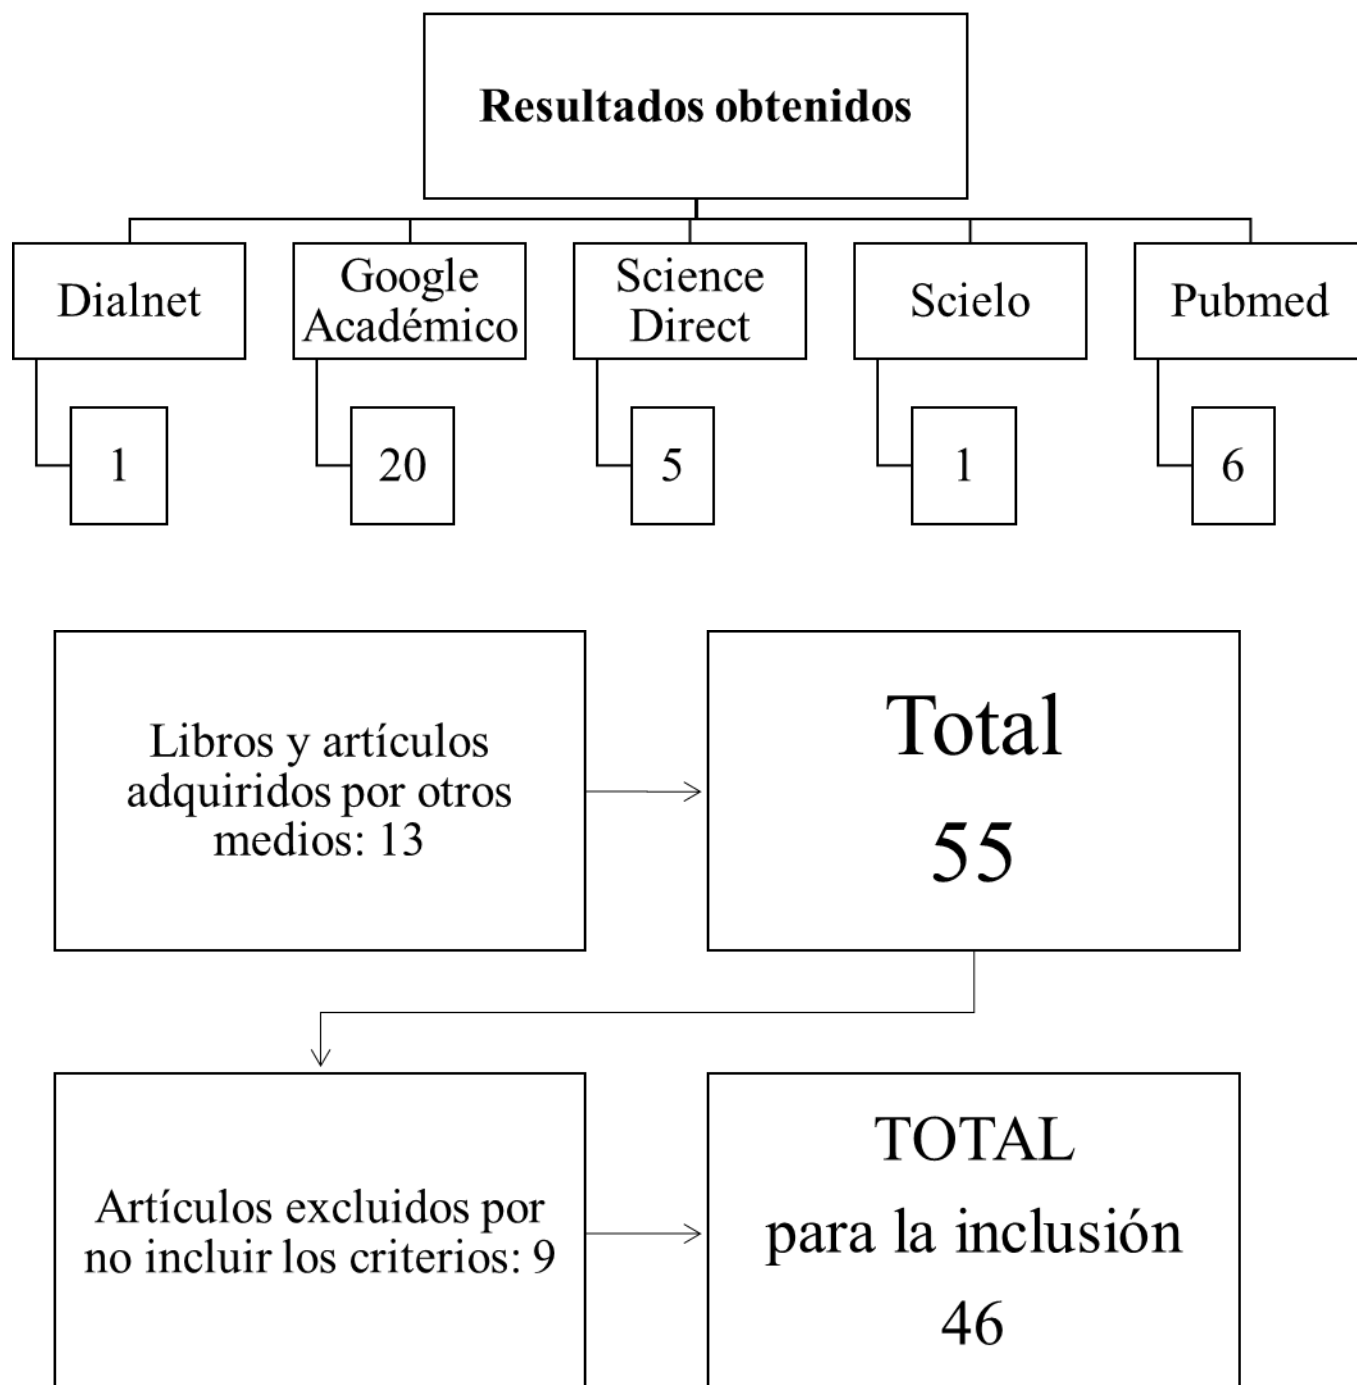 Resultados obtenidos
Dialnet
Google
Académico
Science
Direct
Scielo
Pubmed
1
20
5
1
6
Libros y artículos
adquiridos por otros
medios: 13
Total
55
Artículos excluidos por
no incluir los criterios: 9
TOTAL
para la inclusión
46